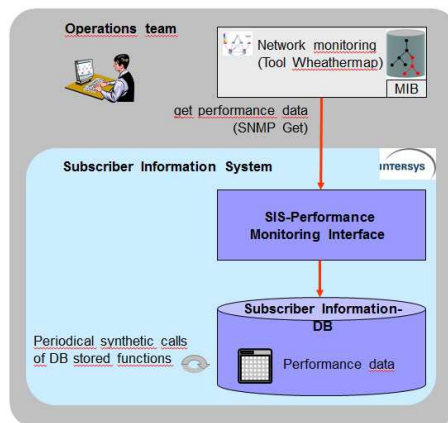 Operations team
Network monitoring
(Tool Wheathermap)
MIB
get performance data
(SNMP Get)
Subscriber Information System
INTERSYS
SIS-Performance
Monitoring Interface
Subscriber Information-
DB
Periodical synthetic calls
of DB stored functions
Performance data